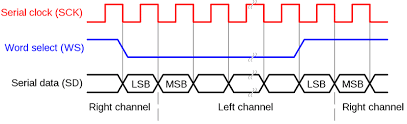 Serial clock (SCK)
Word select (WS)
Serial data (SD) LSB MSB LSB MSB
Right channel Left channel Right channel